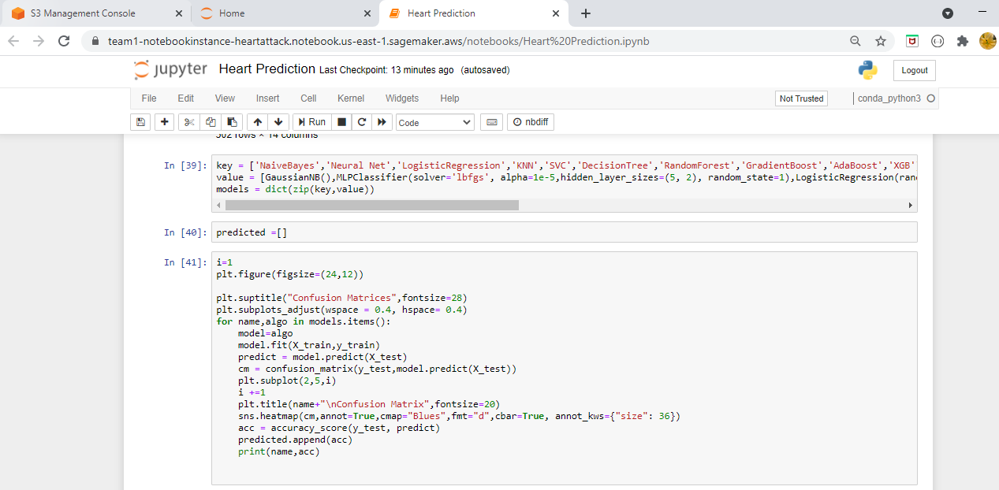 S3 Management Console
Home
Heart Prediction
team1-notebookinstance-heartattack.notebook.us-east-1.sagemaker.aws/notebooks/Heart%20Prediction.ipynb
jupyter Heart Prediction Last Checkpoint: 13 minutes ago (autosaved)
Logout
File Edit View Insert Cell Kernel Widgets Help
Not Trusted
conda_python3
Run
Code
nbdiff
302 rows × 14 columns
In [39]:
key = ['NaiveBayes','Neural Net','LogisticRegression','KNN','SVC','DecisionTree','RandomForest','GradientBoost','AdaBoost','XGB'
value = [GaussianNB(),MLPClassifier(solver='lbfgs', alpha=1e-5,hidden_layer_sizes=(5, 2), random_state=1),LogisticRegression(ran
models = dict(zip(key,value))
In [40]:
predicted =[]
In [41]:
i=1
plt.figure(figsize=(24,12))
plt.suptitle("Confusion Matrices",fontsize=28)
plt.subplots_adjust(wspace = 0.4, hspace= 0.4)
for name,algo in models.items():
    model=algo
    model.fit(X_train,y_train)
    predict = model.predict(X_test)
    cm = confusion_matrix(y_test,model.predict(X_test))
    plt.subplot(2,5,i)
    i +=1
    plt.title(name+"\nConfusion Matrix",fontsize=20)
    sns.heatmap(cm,annot=True,cmap="Blues",fmt="d",cbar=True, annot_kws={"size": 36})
    acc = accuracy_score(y_test, predict)
    predicted.append(acc)
    print(name,acc)